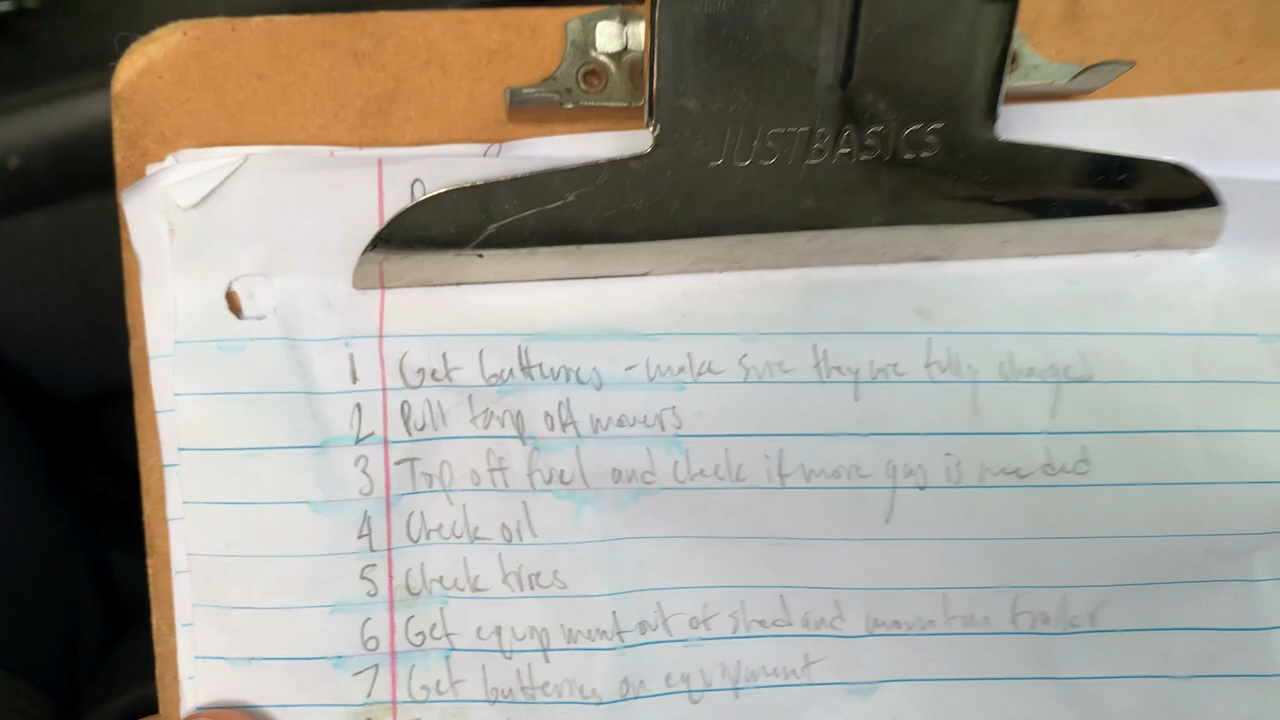 JUSTBASICS
1 Get batteries - make sure they are fully charged
2 Pull tarp off mowers
3 Top off fuel and check if more gas is needed
4 Check oil
5 Check tires
6 Get equipment out of shed and mount on trailer
7 Get batteries on equipment